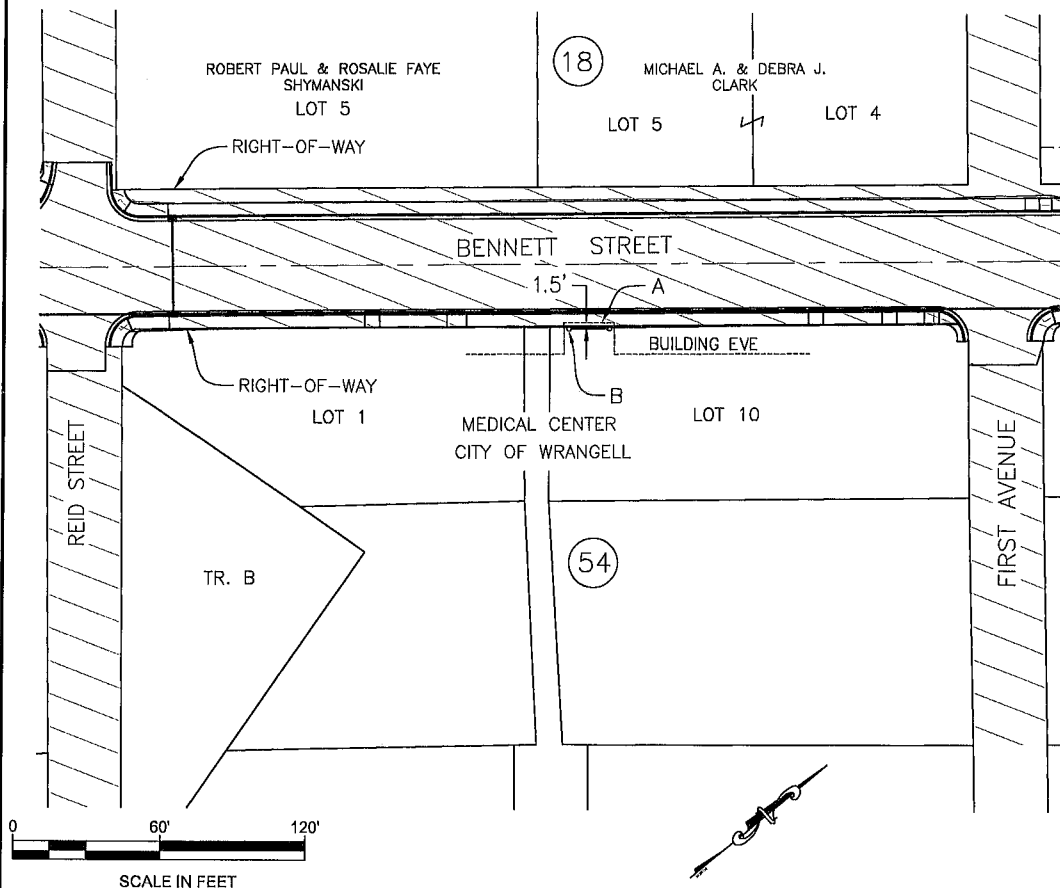 ROBERT PAUL & ROSALIE FAYE
SHYMANSKI
LOT 5
18
MICHAEL A. & DEBRA J.
CLARK
LOT 5
LOT 4
RIGHT-OF-WAY
BENNETT STREET
1.5'
A
BUILDING EVE
RIGHT-OF-WAY
B
LOT 1
MEDICAL CENTER
CITY OF WRANGELL
LOT 10
REID STREET
FIRST AVENUE
54
TR. B
0 60' 120'
SCALE IN FEET